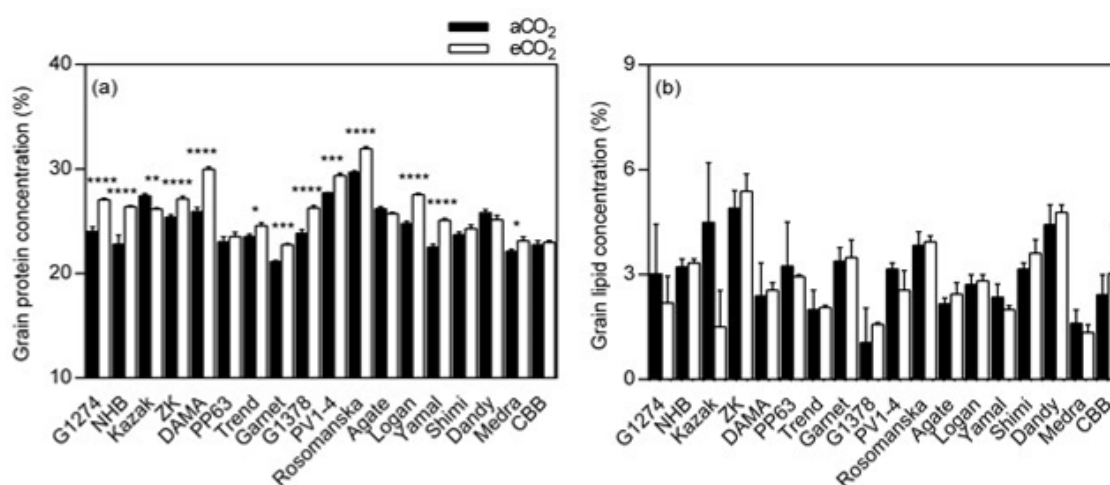 aCO₂
eCO₂
(a)
Grain protein concentration (%)
40
30
20
10
**** **** ** **** **** * *** **** *** **** **** **** *
G1274 NHB Kazak ZK DAMA PP63 Trend Garnet G1378 PV1-4 Rosomanska Agate Logan Yamal Shimi Dandy Medra CBB
(b)
Grain lipid concentration (%)
9
6
3
0
G1274 NHB Kazak ZK DAMA PP63 Trend Garnet G1378 PV1-4 Rosomanska Agate Logan Yamal Shimi Dandy Medra CBB